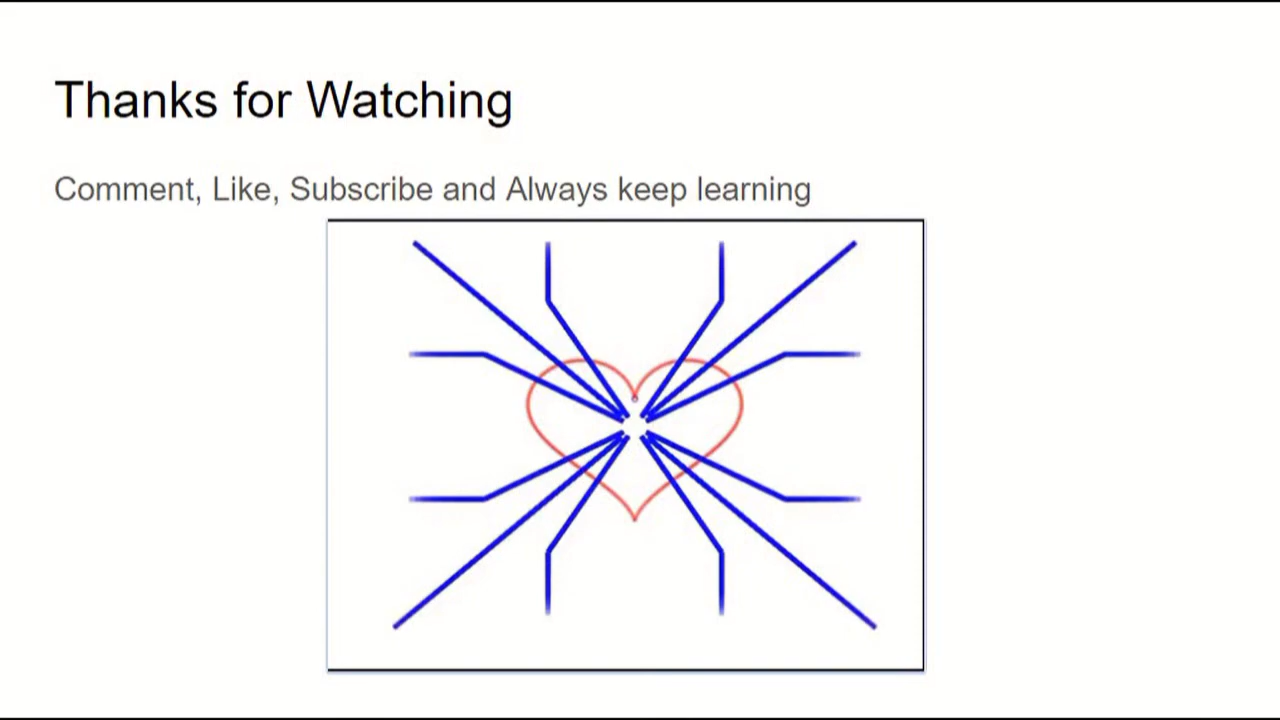 Thanks for Watching
Comment, Like, Subscribe and Always keep learning